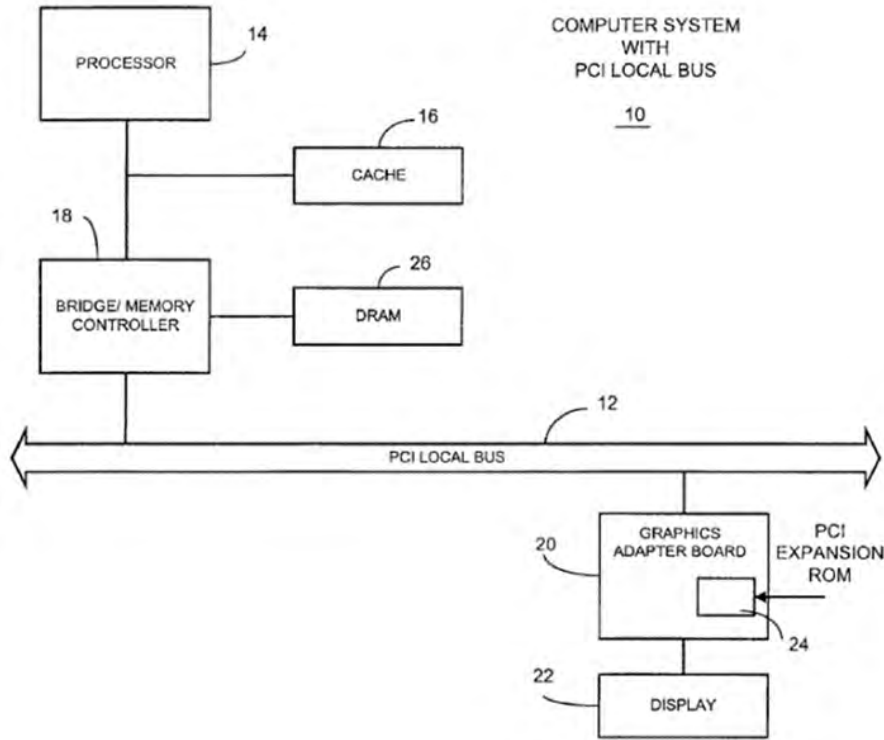 PROCESSOR
14
COMPUTER SYSTEM
WITH
PCI LOCAL BUS
10
16
CACHE
18
BRIDGE/ MEMORY
CONTROLLER
26
DRAM
12
PCI LOCAL BUS
20
GRAPHICS
ADAPTER BOARD
PCI
EXPANSION
ROM
24
22
DISPLAY